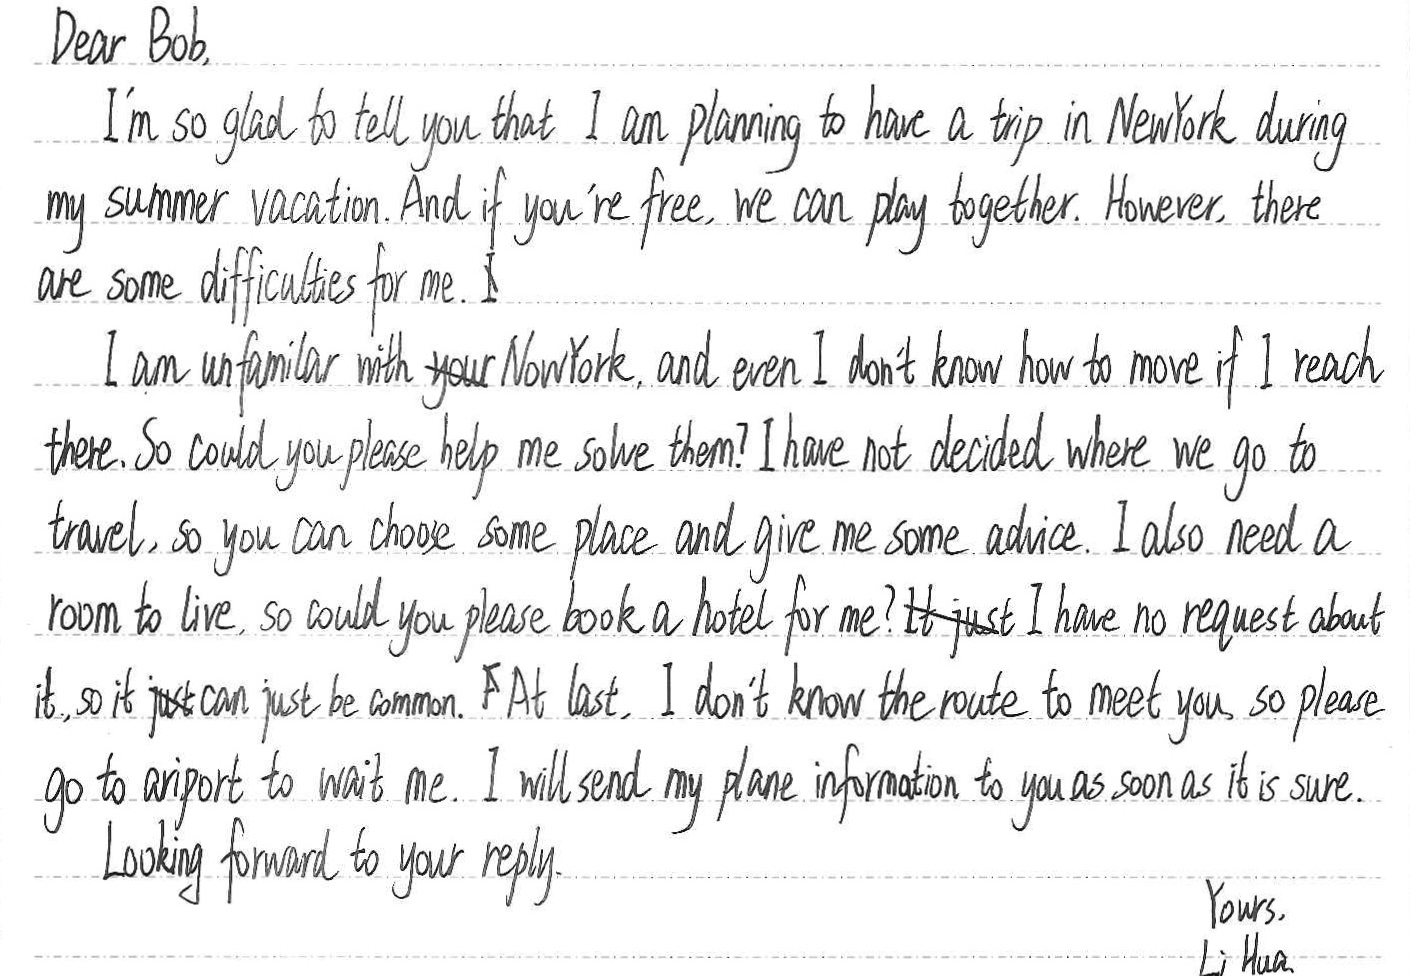 Dear Bob,
I'm so glad to tell you that I am planning to have a trip in NewYork during
my summer vacation. And if you're free, we can play together. However, there
are some difficulties for me. I
I am unfamilar with your NowYork, and even I don't know how to move if I reach
there. So could you please help me solve them? I have not decided where we go to
travel, so you can choose some place and give me some advice. I also need a
room to live, so could you please book a hotel for me? It just I have no request about
it, so it just can just be common. F At last, I don't know the route to meet you, so please
go to ariport to wait me. I will send my plane information to you as soon as it is sure.
Looking forward to your reply.
Yours,
Li Hua.